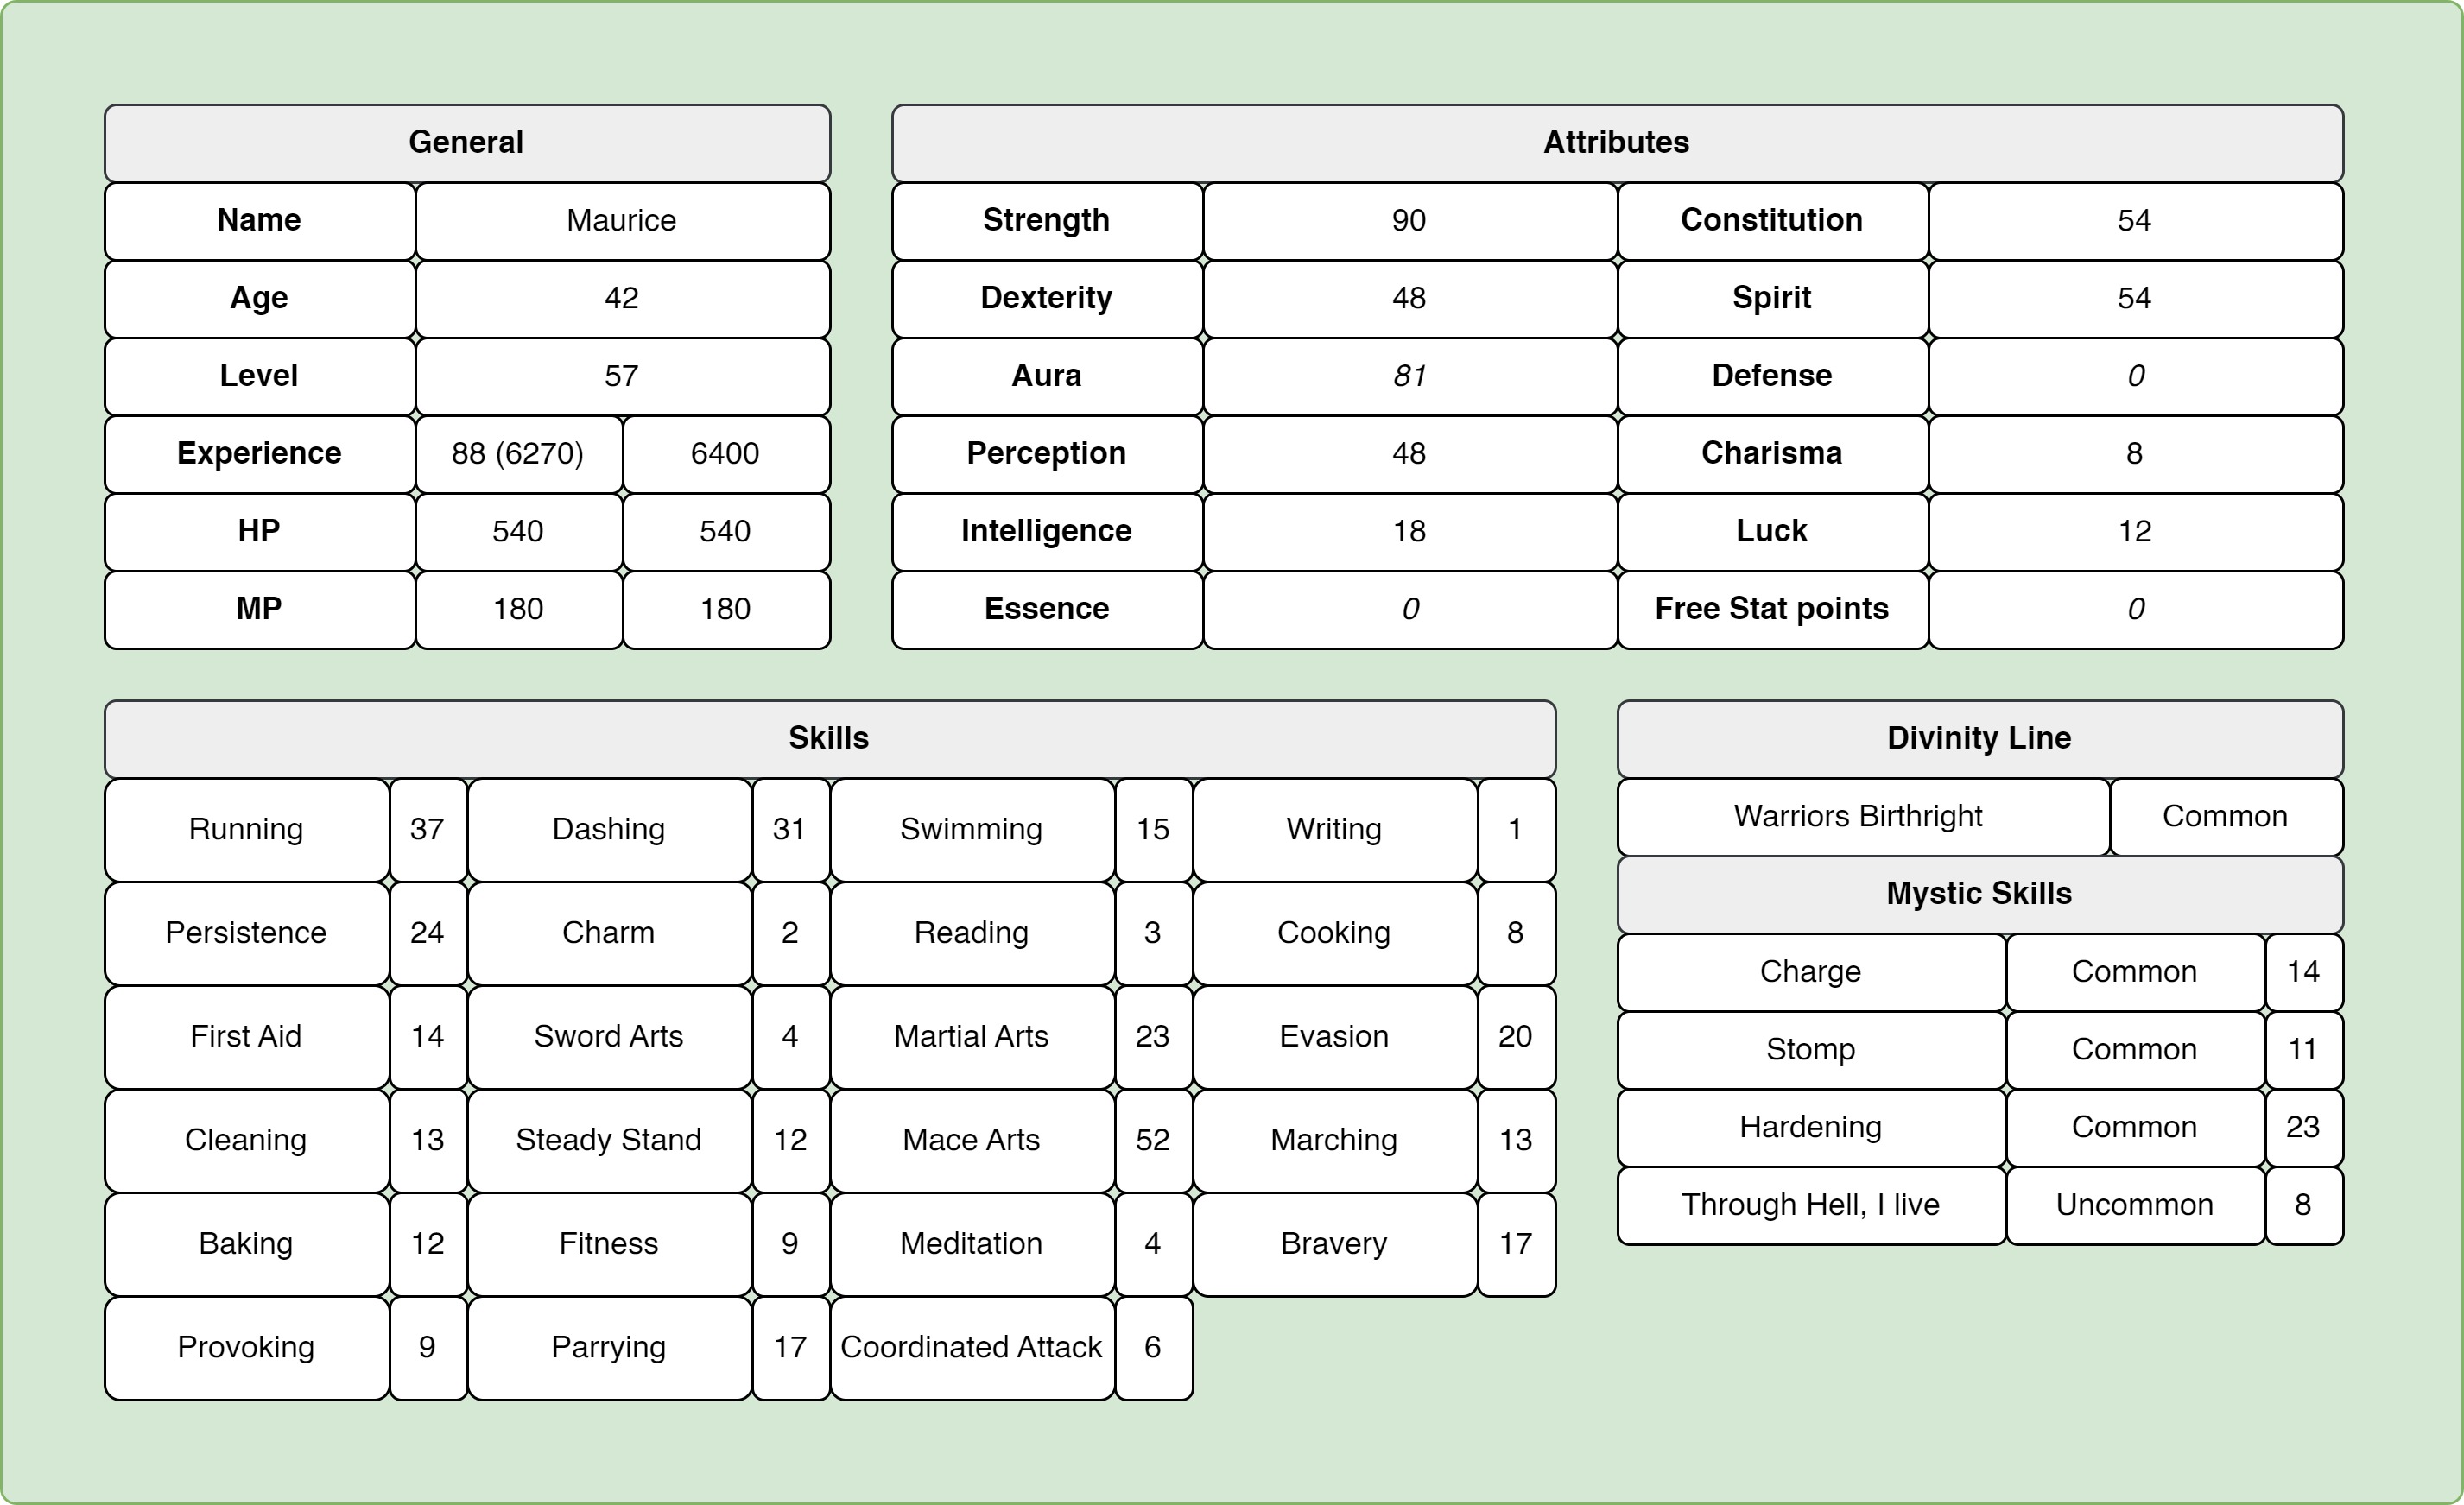 General
Name Maurice
Age 42
Level 57
Experience 88 (6270) 6400
HP 540 540
MP 180 180
Attributes
Strength 90 Constitution 54
Dexterity 48 Spirit 54
Aura 81 Defense 0
Perception 48 Charisma 8
Intelligence 18 Luck 12
Essence 0 Free Stat points 0
Skills
Running 37 Dashing 31 Swimming 15 Writing 1
Persistence 24 Charm 2 Reading 3 Cooking 8
First Aid 14 Sword Arts 4 Martial Arts 23 Evasion 20
Cleaning 13 Steady Stand 12 Mace Arts 52 Marching 13
Baking 12 Fitness 9 Meditation 4 Bravery 17
Provoking 9 Parrying 17 Coordinated Attack 6
Divinity Line
Warriors Birthright Common
Mystic Skills
Charge Common 14
Stomp Common 11
Hardening Common 23
Through Hell, I live Uncommon 8